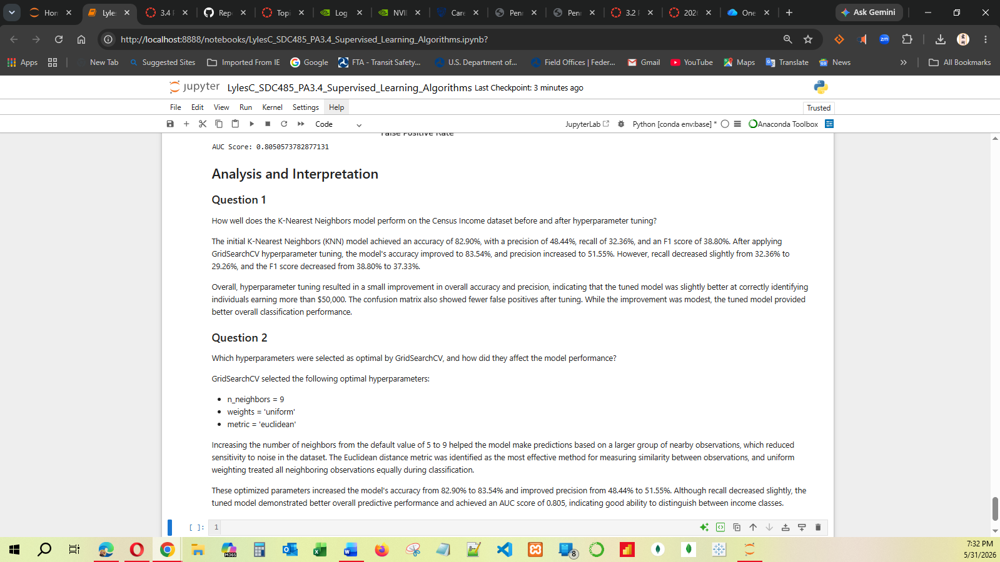 Hor
Lyles
3.4 F
Rep
Topi
Log
NVII
Care
Penn
Penn
3.2 F
202
One
Ask Gemini
http://localhost:8888/notebooks/LylesC_SDC485_PA3.4_Supervised_Learning_Algorithms.ipynb?
zm
Apps
New Tab
Suggested Sites
Imported From IE
Google
FTA - Transit Safety...
U.S. Department of...
Field Offices | Feder...
Gmail
YouTube
Maps
Translate
News
All Bookmarks
jupyter LylesC_SDC485_PA3.4_Supervised_Learning_Algorithms Last Checkpoint: 3 minutes ago
File Edit View Run Kernel Settings Help
Trusted
Code
JupyterLab
Python [conda env:base] *
Anaconda Toolbox
False Positive Rate
AUC Score: 0.8050573782877131
Analysis and Interpretation
Question 1
How well does the K-Nearest Neighbors model perform on the Census Income dataset before and after hyperparameter tuning?
The initial K-Nearest Neighbors (KNN) model achieved an accuracy of 82.90%, with a precision of 48.44%, recall of 32.36%, and an F1 score of 38.80%. After applying
GridSearchCV hyperparameter tuning, the model's accuracy improved to 83.54%, and precision increased to 51.55%. However, recall decreased slightly from 32.36% to
29.26%, and the F1 score decreased from 38.80% to 37.33%.
Overall, hyperparameter tuning resulted in a small improvement in overall accuracy and precision, indicating that the tuned model was slightly better at correctly identifying
individuals earning more than $50,000. The confusion matrix also showed fewer false positives after tuning. While the improvement was modest, the tuned model provided
better overall classification performance.
Question 2
Which hyperparameters were selected as optimal by GridSearchCV, and how did they affect the model performance?
GridSearchCV selected the following optimal hyperparameters:
• n_neighbors = 9
• weights = 'uniform'
• metric = 'euclidean'
Increasing the number of neighbors from the default value of 5 to 9 helped the model make predictions based on a larger group of nearby observations, which reduced
sensitivity to noise in the dataset. The Euclidean distance metric was identified as the most effective method for measuring similarity between observations, and uniform
weighting treated all neighboring observations equally during classification.
These optimized parameters increased the model's accuracy from 82.90% to 83.54% and improved precision from 48.44% to 51.55%. Although recall decreased slightly, the
tuned model demonstrated better overall predictive performance and achieved an AUC score of 0.805, indicating good ability to distinguish between income classes.
[ ]: 1
M365
8
7:32 PM
5/31/2026